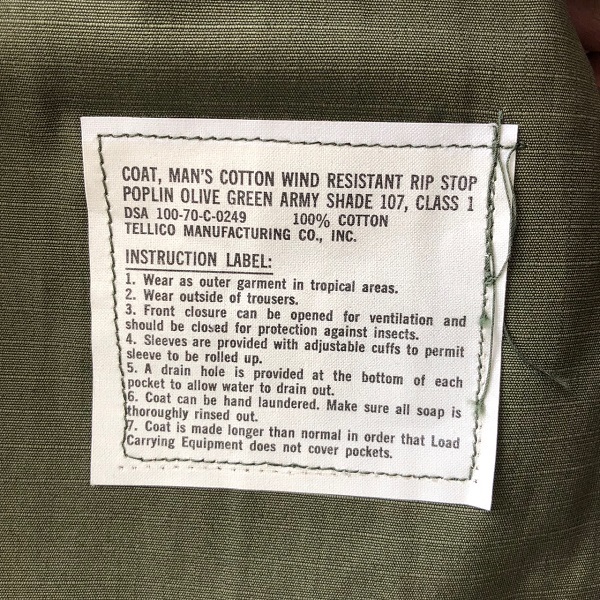 COAT, MAN'S COTTON WIND RESISTANT RIP STOP
POPLIN OLIVE GREEN ARMY SHADE 107, CLASS 1
DSA 100-70-C-0249 100% COTTON
TELLICO MANUFACTURING CO., INC.
INSTRUCTION LABEL:
1. Wear as outer garment in tropical areas.
2. Wear outside of trousers.
3. Front closure can be opened for ventilation and
should be closed for protection against insects.
4. Sleeves are provided with adjustable cuffs to permit
sleeve to be rolled up.
5. A drain hole is provided at the bottom of each
pocket to allow water to drain out.
6. Coat can be hand laundered. Make sure all soap is
thoroughly rinsed out.
7. Coat is made longer than normal in order that Load
Carrying Equipment does not cover pockets.